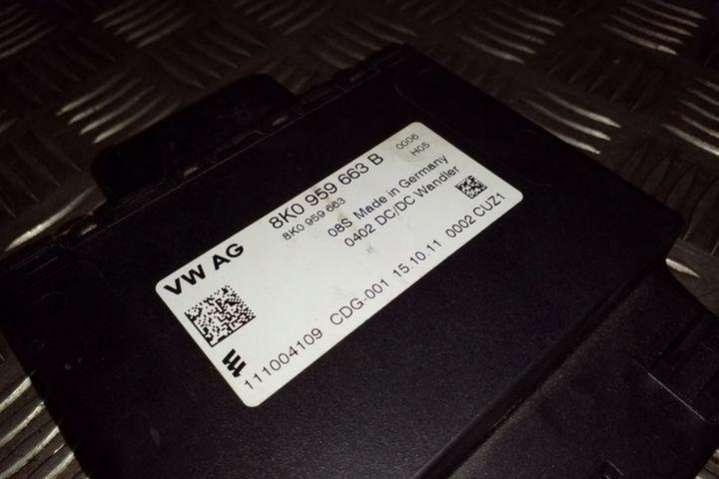 VW AG
8K0 959 663 B
0006
H05
8K0 959 663
08S Made in Germany
0402 DC/DC Wandler
111004109 CDG-001 15.10.11 0002 CUZ1